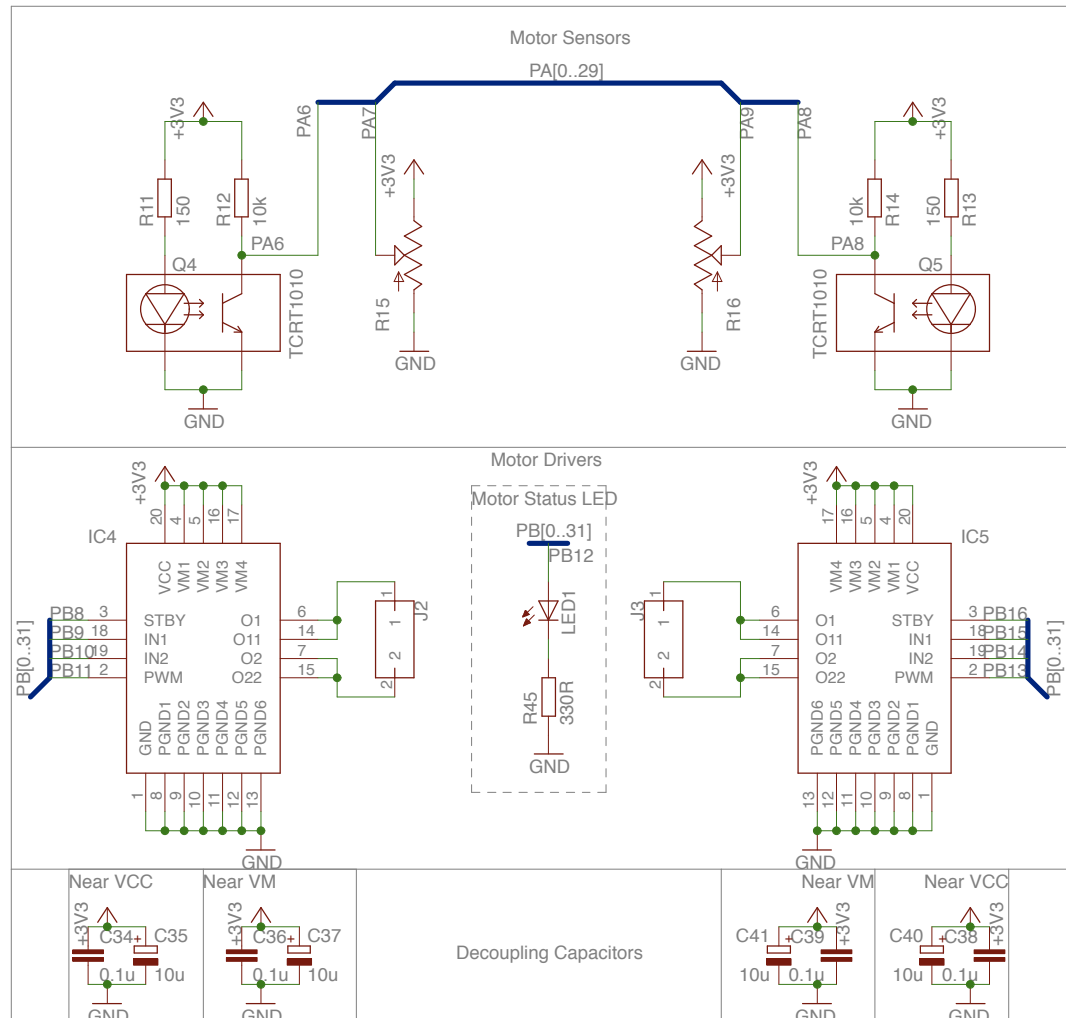 Motor Sensors
PA[0..29]
PA6
PA7
PA9
PA8
+3V3
+3V3
+3V3
+3V3
R11
150
R12
10k
10k
R14
150
R13
PA6
PA8
Q4
Q5
TCRT1010
R15
R16
TCRT1010
GND
GND
GND
GND
Motor Drivers
Motor Status LED
PB[0..31]
PB12
LED1
R45
330R
GND
+3V3
20
4
5
16
17
IC4
VCC
VM1
VM2
VM3
VM4
PB[0..31]
PB8 3 STBY O1 6
PB9 18 IN1 O11 14
PB10 19 IN2 O2 7
PB11 2 PWM O22 15
GND
PGND1
PGND2
PGND3
PGND4
PGND5
PGND6
1
8
9
10
11
12
13
GND
1
1
2
2
J2
J3
1
1
2
2
+3V3
17
16
5
4
20
IC5
VM4
VM3
VM2
VM1
VCC
6 O1 STBY 3 PB16
14 O11 IN1 18 PB15
7 O2 IN2 19 PB14
15 O22 PWM 2 PB13
PB[0..31]
PGND6
PGND5
PGND4
PGND3
PGND2
PGND1
GND
13
12
11
10
9
8
1
GND
Near VCC
+3V3
C34
+
C35
0.1u
10u
GND
Near VM
+3V3
C36
+
C37
0.1u
10u
GND
Decoupling Capacitors
Near VM
C41
+
C39
+3V3
10u
0.1u
GND
Near VCC
C40
+
C38
+3V3
10u
0.1u
GND